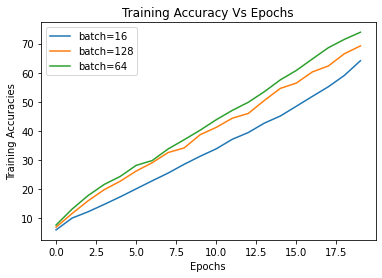 Training Accuracy Vs Epochs
batch=16
batch=128
batch=64
Training Accuracies
70
60
50
40
30
20
10
0.0 2.5 5.0 7.5 10.0 12.5 15.0 17.5
Epochs